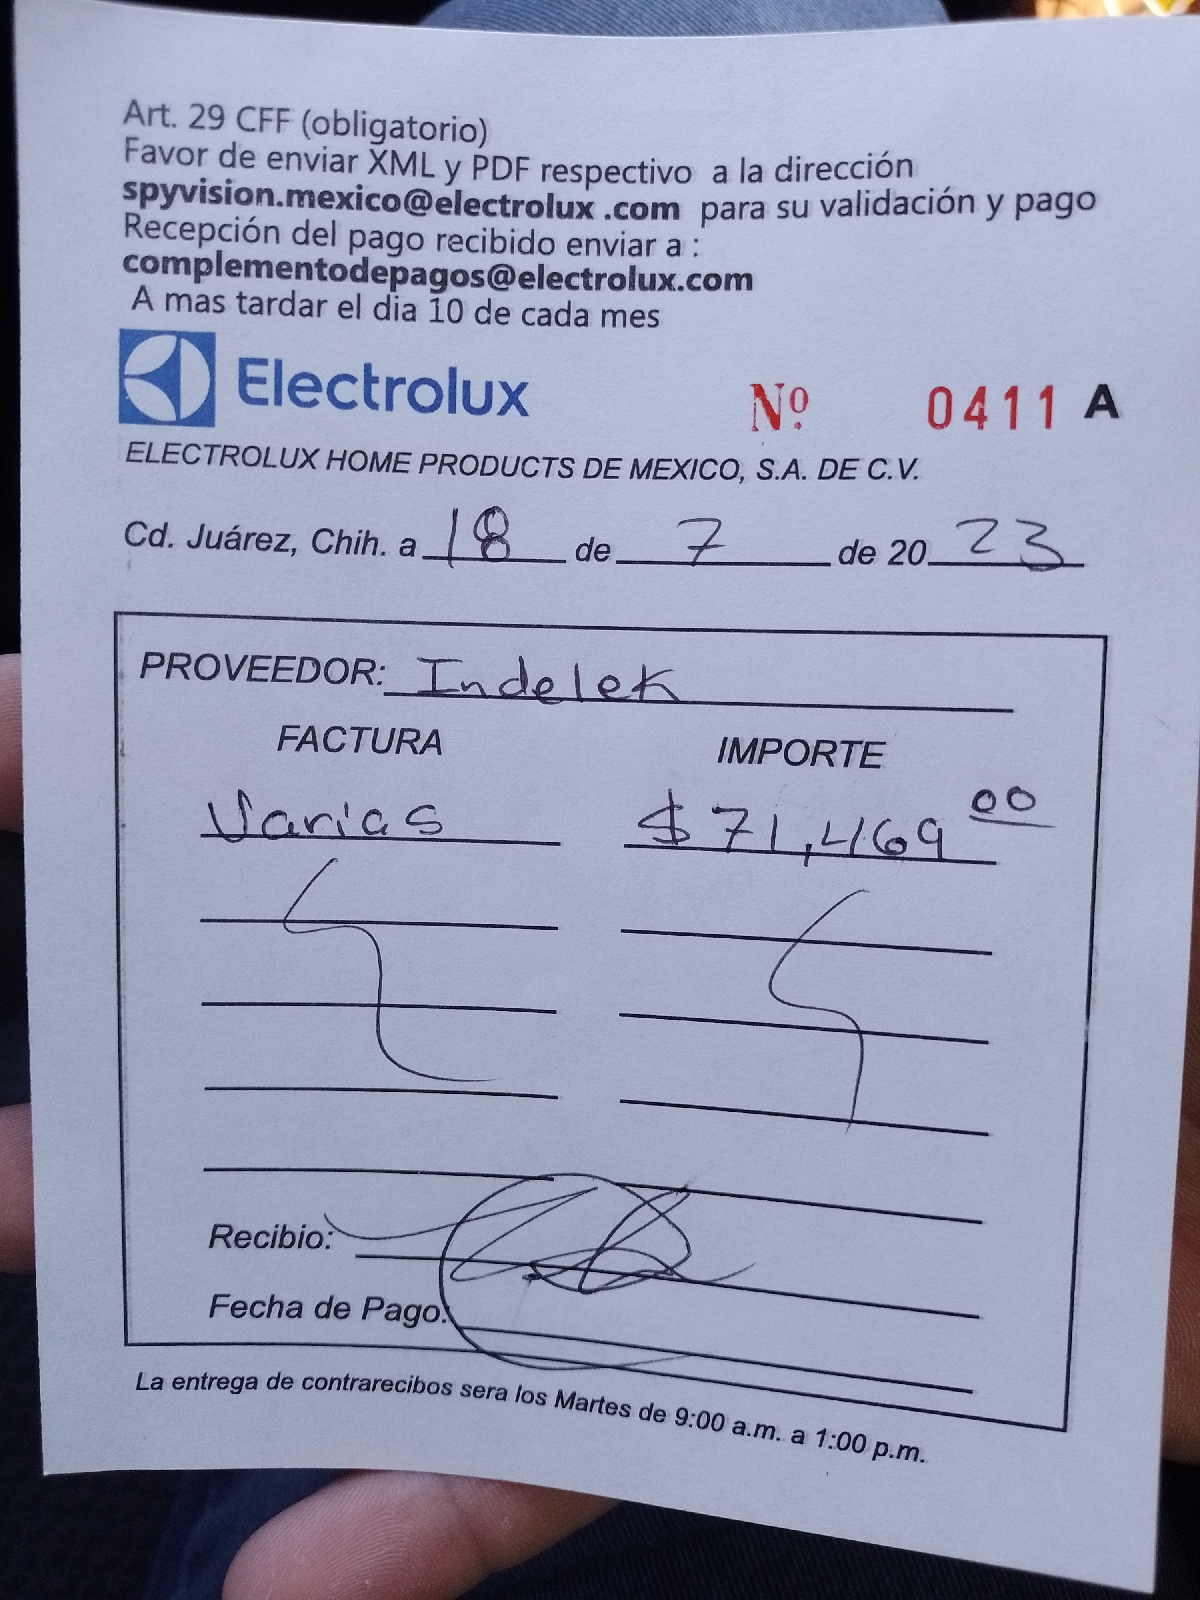 Art. 29 CFF (obligatorio)
Favor de enviar XML y PDF respectivo a la dirección
spyvision.mexico@electrolux .com para su validación y pago
Recepción del pago recibido enviar a :
complementodepagos@electrolux.com
A mas tardar el dia 10 de cada mes
Electrolux Nº 0411 A
ELECTROLUX HOME PRODUCTS DE MEXICO, S.A. DE C.V.
Cd. Juárez, Chih. a 18 de 7 de 20 23
PROVEEDOR: Indelek
FACTURA IMPORTE
Varias $71,469 00
Recibio:
Fecha de Pago:
La entrega de contrarecibos sera los Martes de 9:00 a.m. a 1:00 p.m.